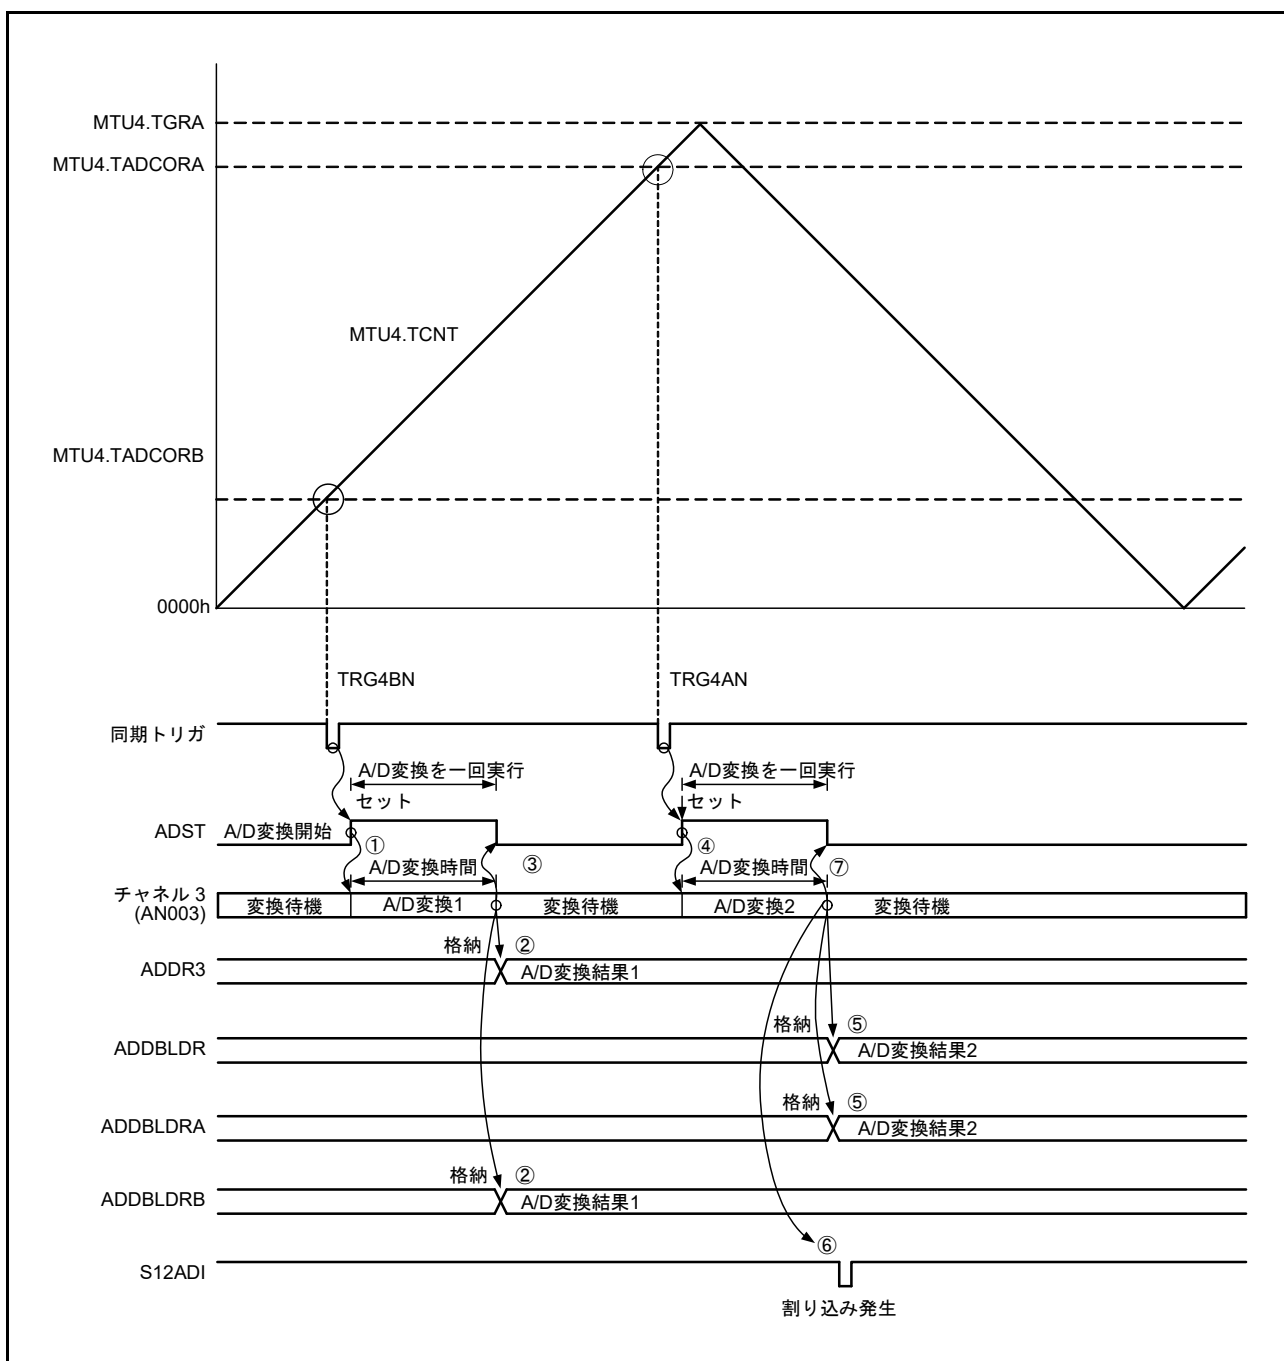 MTU4.TGRA
MTU4.TADCORA
MTU4.TCNT
MTU4.TADCORB
0000h
TRG4BN
TRG4AN
同期トリガ
A/D変換を一回実行
A/D変換を一回実行
セット
セット
ADST
A/D変換開始
①
④
A/D変換時間
③
A/D変換時間
⑦
チャネル 3
(AN003)
変換待機
A/D変換1
変換待機
A/D変換2
変換待機
格納
②
ADDR3
A/D変換結果1
格納
⑤
ADDBLDR
A/D変換結果2
格納
⑤
ADDBLDRA
A/D変換結果2
格納
②
ADDBLDRB
A/D変換結果1
⑥
S12ADI
割り込み発生